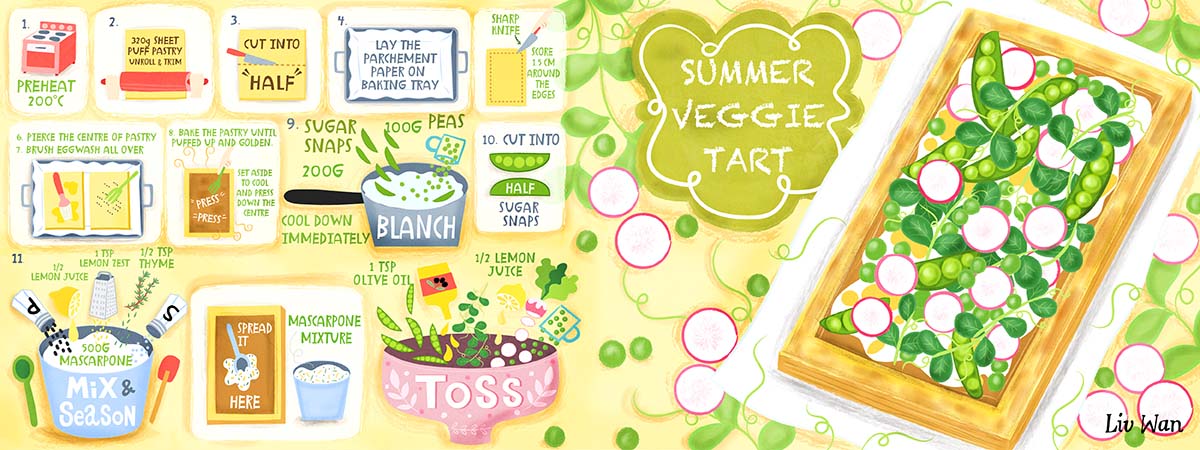 1.
PREHEAT
200°C
2.
320g SHEET
PUFF PASTRY
UNROLL & TRIM
3.
CUT INTO
HALF
4.
LAY THE
PARCHEMENT
PAPER ON
BAKING TRAY
SHARP
KNIFE
SCORE
1.5 CM
AROUND
THE
EDGES
6. PIERCE THE CENTRE OF PASTRY
7. BRUSH EGGWASH ALL OVER
8. BAKE THE PASTRY UNTIL
PUFFED UP AND GOLDEN.
PRESS
PRESS
SET ASIDE
TO COOL
AND PRESS
DOWN THE
CENTRE
9.
SUGAR
SNAPS
200G
100G PEAS
COOL DOWN
IMMEDIATELY
BLANCH
10. CUT INTO
HALF
SUGAR
SNAPS
11
1/2
LEMON JUICE
1 TSP
LEMON ZEST
1/2 TSP
THYME
P
S
500G
MASCARPONE
MIX &
SEASON
SPREAD
IT
HERE
MASCARPONE
MIXTURE
1 TSP
OLIVE OIL
1/2 LEMON
JUICE
TOSS
SUMMER
VEGGIE
TART
Liv Wan